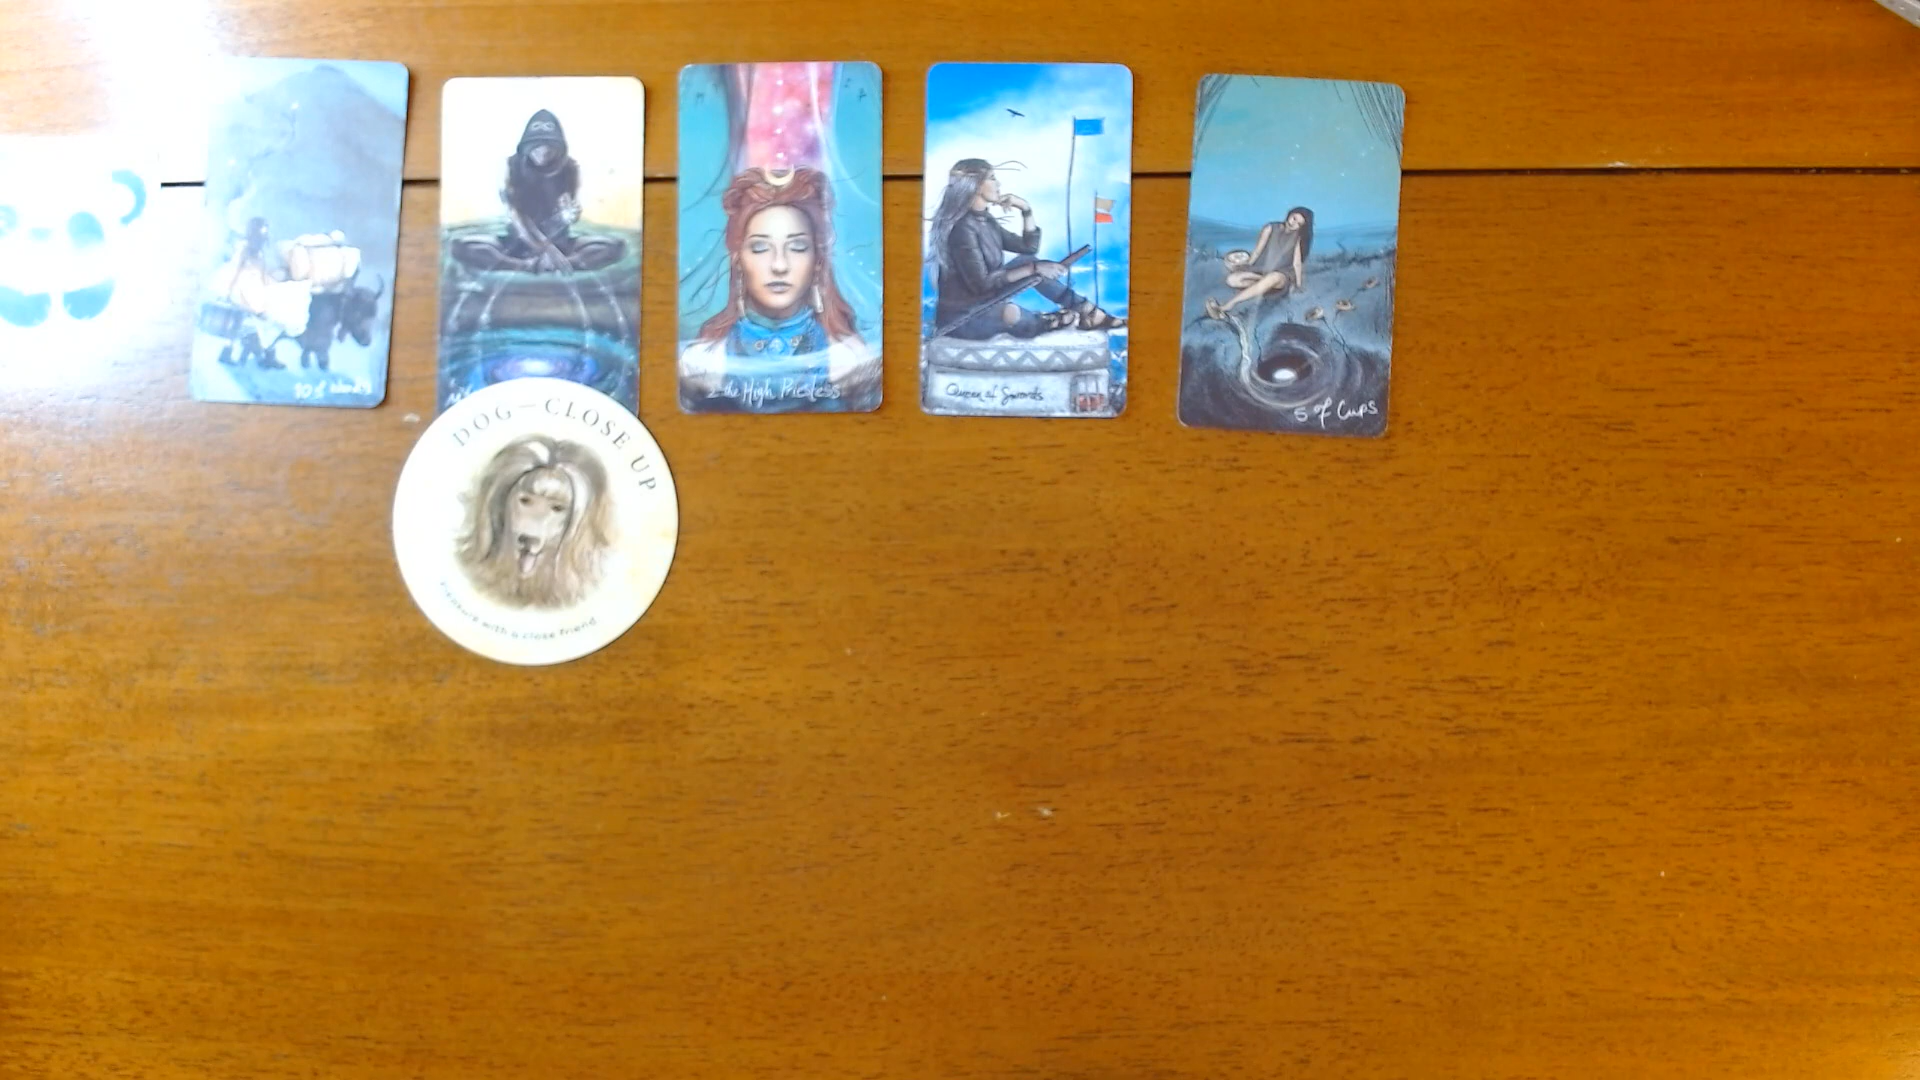 10 of Wands
2 the High Priestess
Queen of Swords
5 of Cups
DOG—CLOSE UP
Pleasure with a close friend